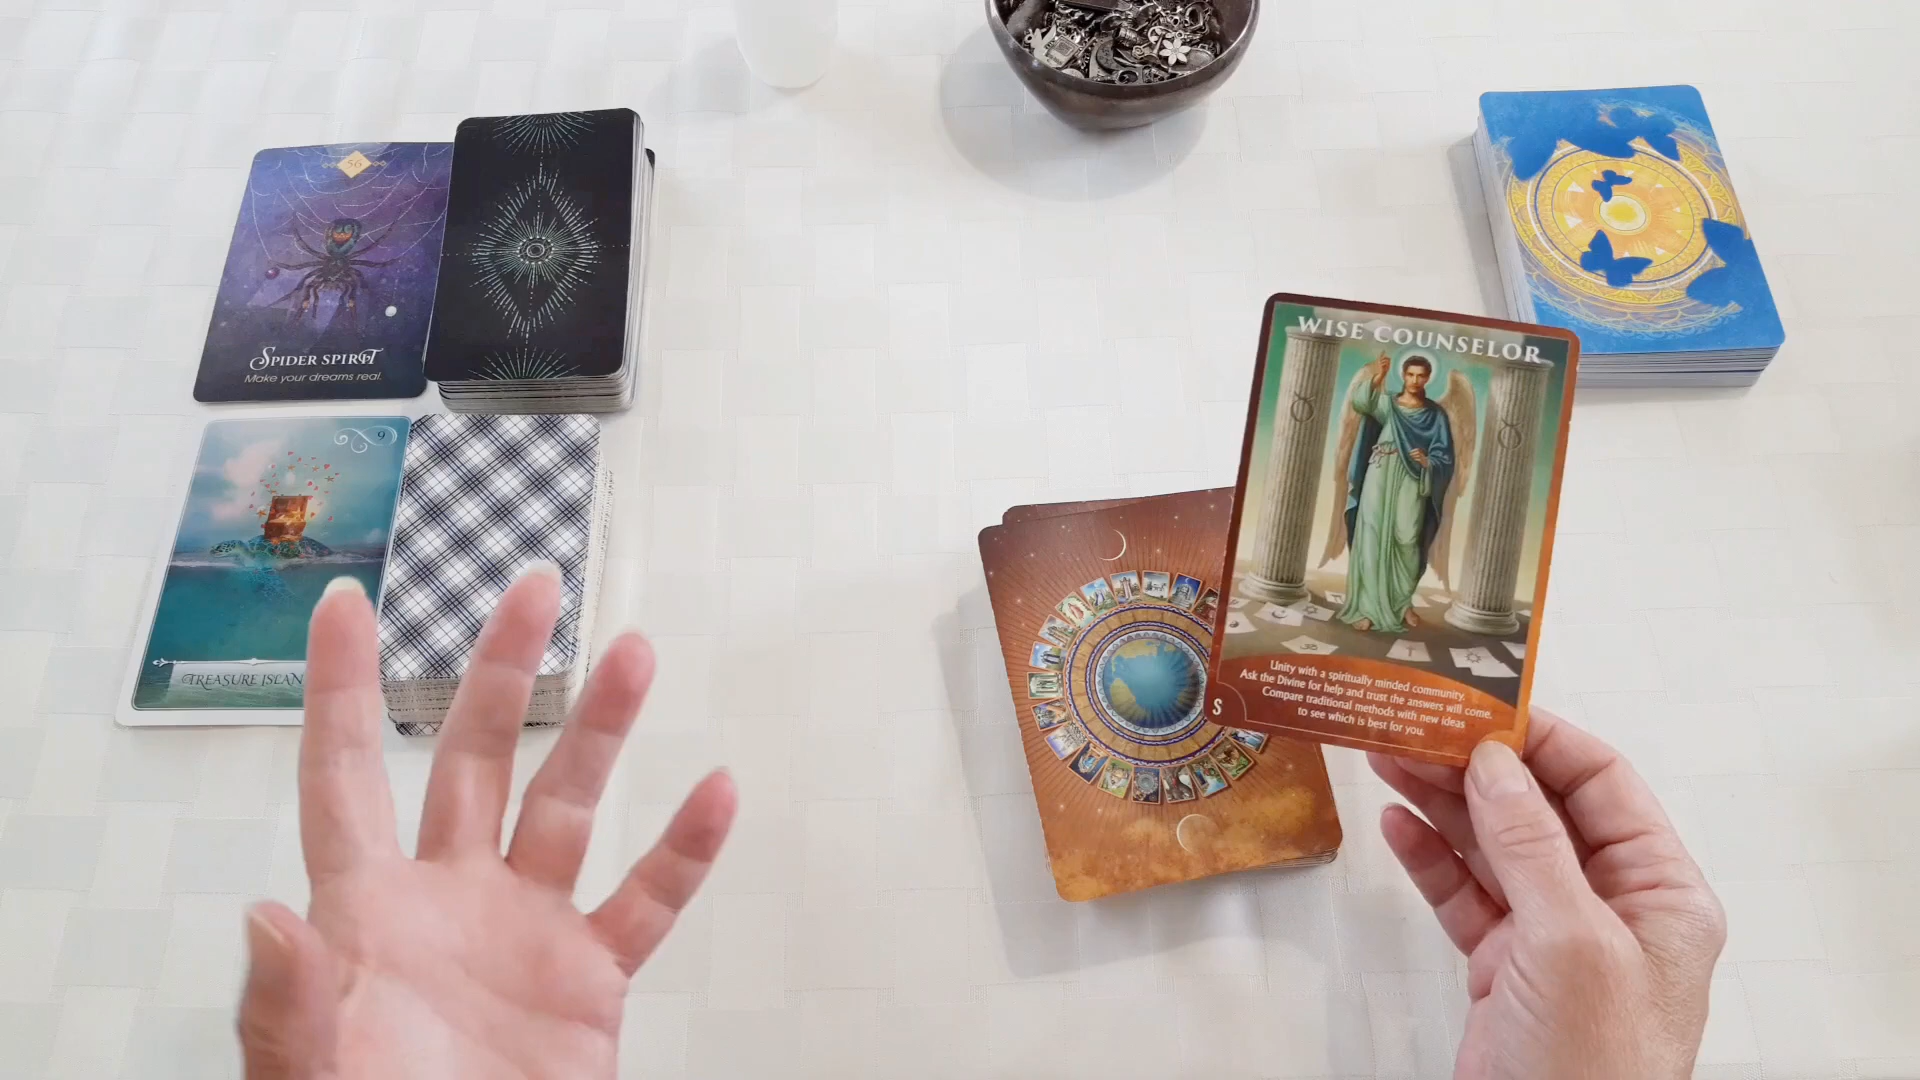 56
SPIDER SPIRIT
Make your dreams real.
9
TREASURE ISLAN
WISE COUNSELOR
Unity with a spiritually minded community.
Ask the Divine for help and trust the answers will come.
Compare traditional methods with new ideas
to see which is best for you.
S